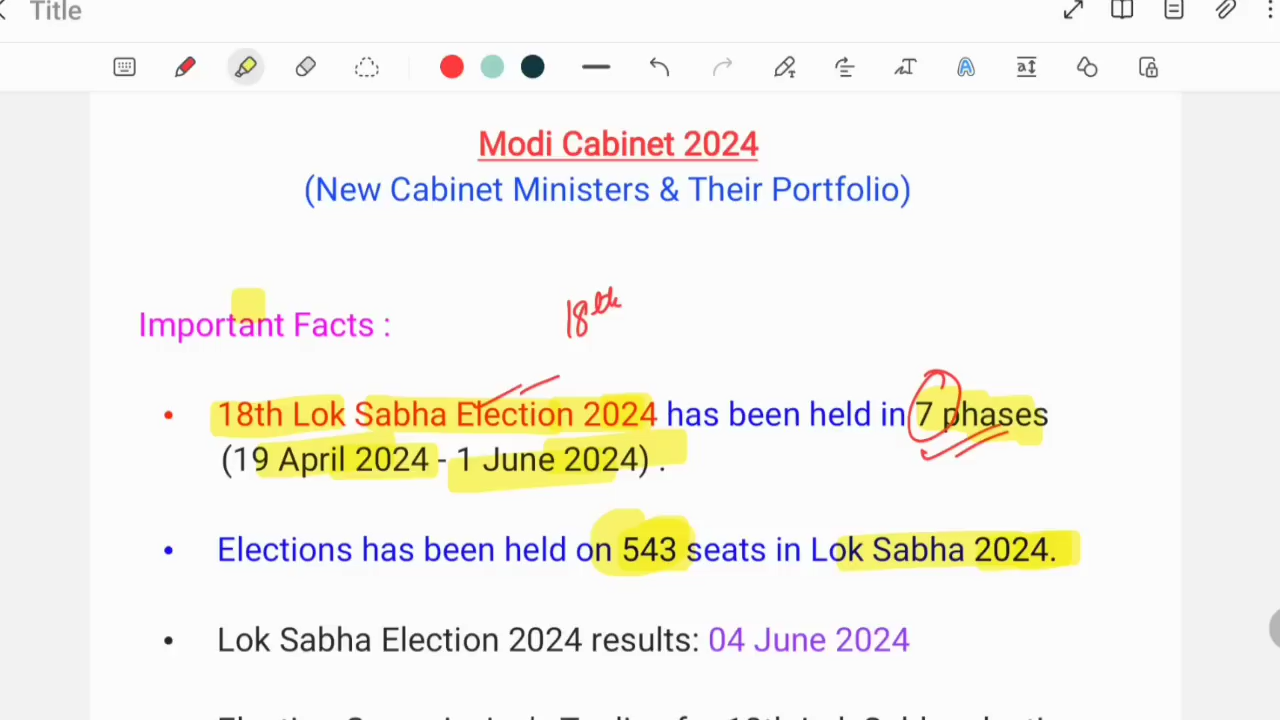 Title
Modi Cabinet 2024
(New Cabinet Ministers & Their Portfolio)
18th
Important Facts :
• 18th Lok Sabha Election 2024 has been held in 7 phases
(19 April 2024 - 1 June 2024) .
• Elections has been held on 543 seats in Lok Sabha 2024.
• Lok Sabha Election 2024 results: 04 June 2024